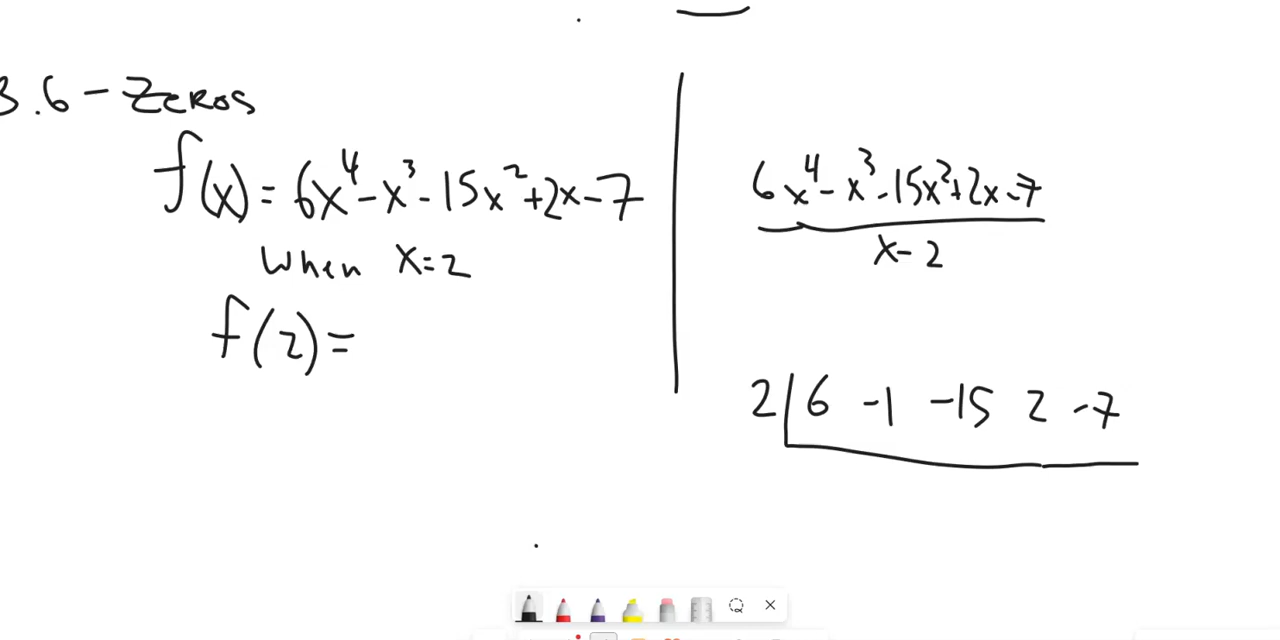 3.6 - Zeros
f(x) = 6x⁴ - x³ - 15x² + 2x - 7
When x = 2
f(2) =
6x⁴ - x³ - 15x² + 2x - 7
x - 2
2 | 6 -1 -15 2 -7